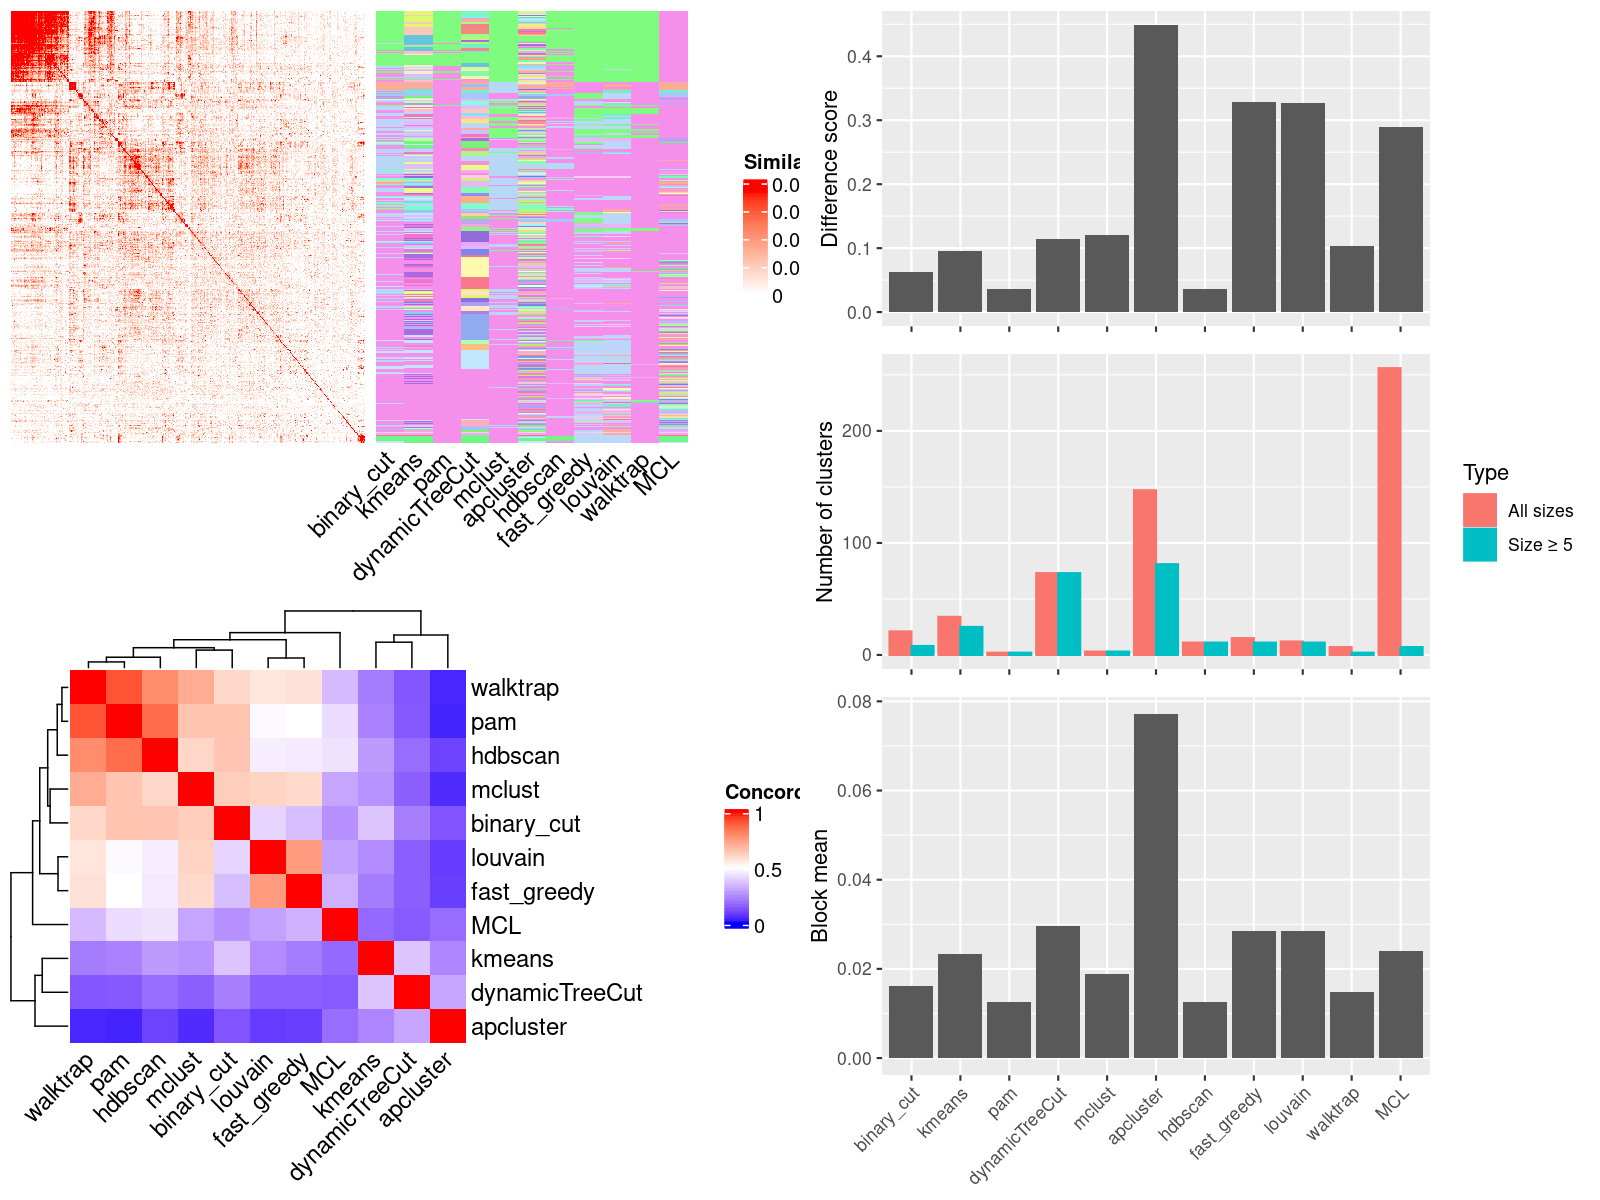 Simila
0.0
0.0
0.0
0.0
0
binary_cut
kmeans
pam
dynamicTreeCut
mclust
apcluster
hdbscan
fast_greedy
louvain
walktrap
MCL
walktrap
pam
hdbscan
mclust
binary_cut
louvain
fast_greedy
MCL
kmeans
dynamicTreeCut
apcluster
walktrap
pam
hdbscan
mclust
binary_cut
louvain
fast_greedy
MCL
kmeans
dynamicTreeCut
apcluster
Concord
1
0.5
0
Difference score
0.4
0.3
0.2
0.1
0.0
Number of clusters
200
100
0
Type
All sizes
Size ≥ 5
Block mean
0.08
0.06
0.04
0.02
0.00
binary_cut
kmeans
pam
dynamicTreeCut
mclust
apcluster
hdbscan
fast_greedy
louvain
walktrap
MCL